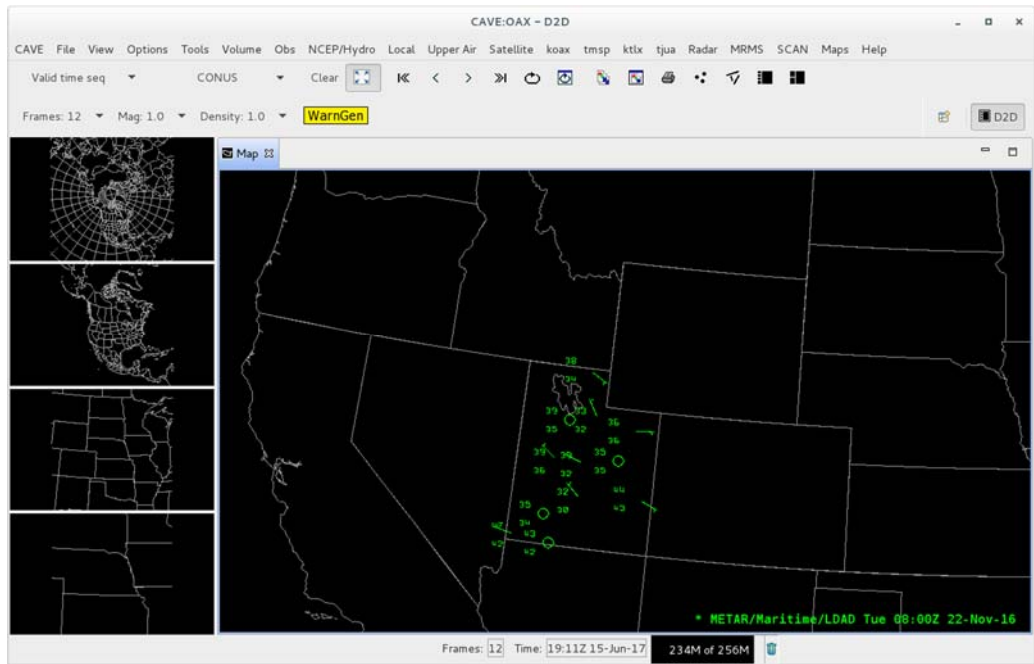 CAVE:OAX - D2D
CAVE File View Options Tools Volume Obs NCEP/Hydro Local Upper Air Satellite koax tmsp ktlx tjua Radar MRMS SCAN Maps Help
Valid time seq CONUS Clear
Frames: 12 Mag: 1.0 Density: 1.0 WarnGen D2D
Map
38
34
39 33
35 32 36
36
39 39 35
36 32 35
32 44
35 30 43
34
47 43
42 42
* METAR/Maritime/LDAD Tue 08:00Z 22-Nov-16
Frames: 12 Time: 19:11Z 15-Jun-17 234M of 256M